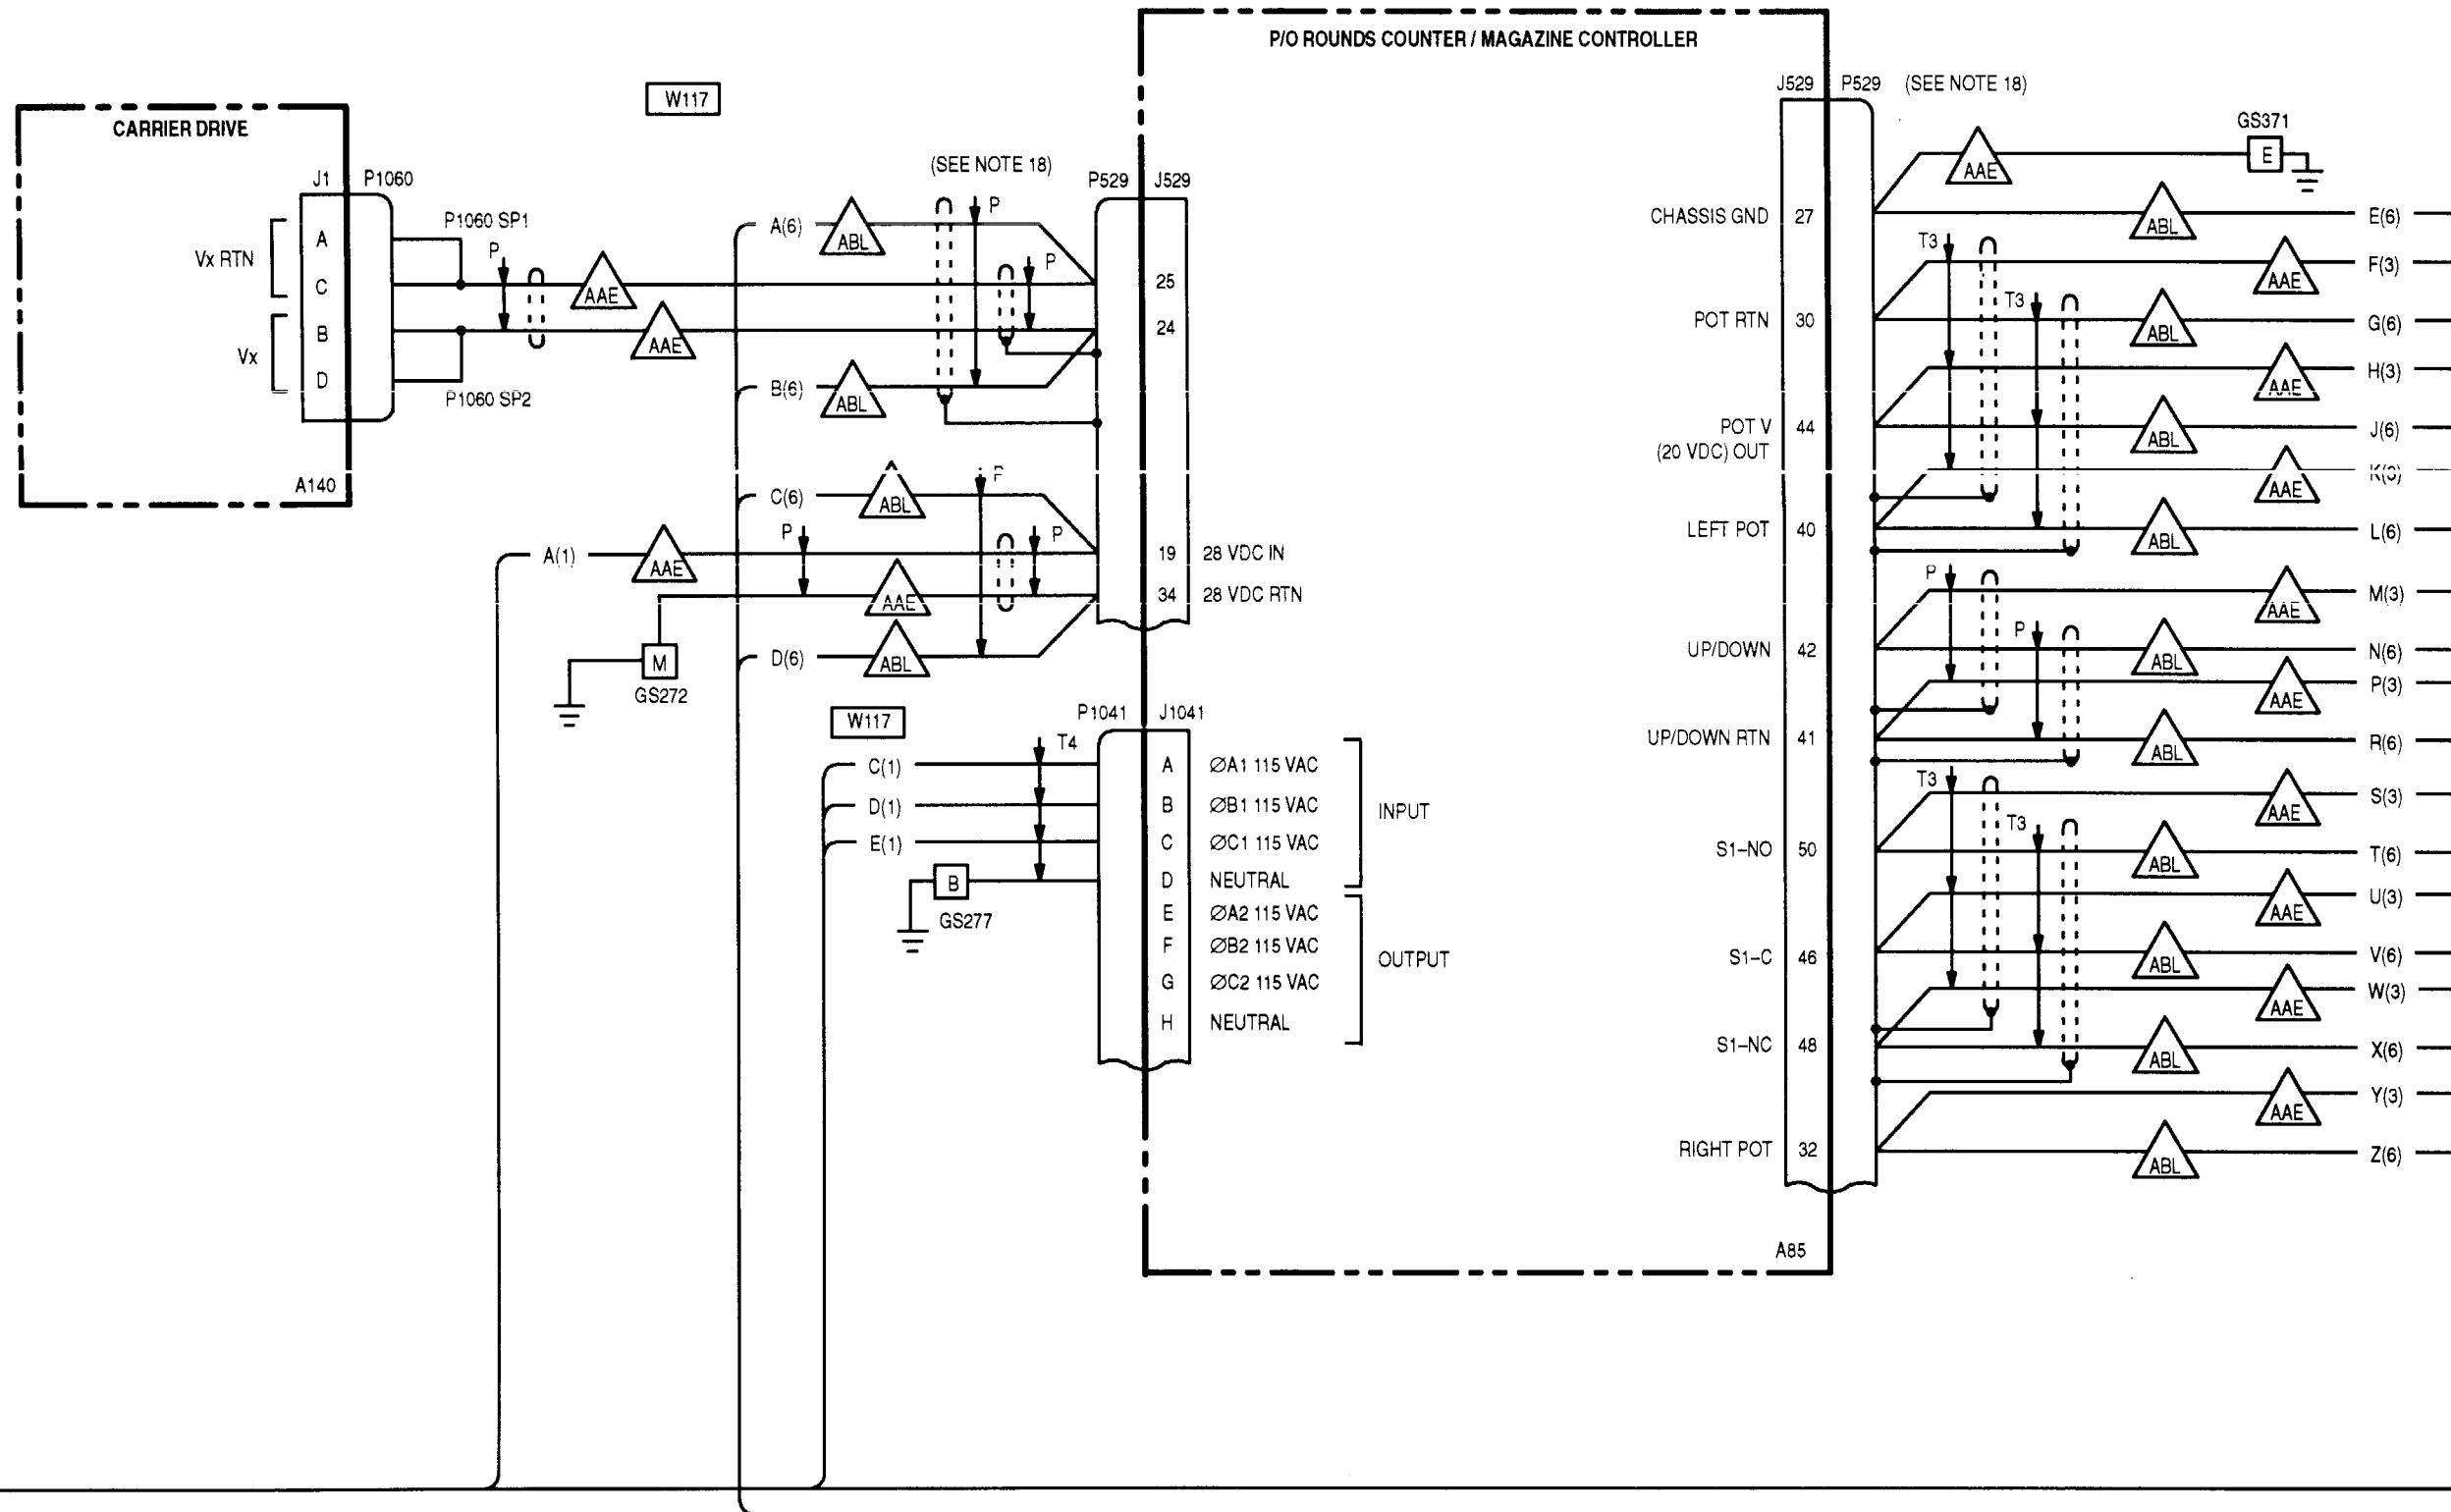 P/O ROUNDS COUNTER / MAGAZINE CONTROLLER
W117
CARRIER DRIVE
J1 P1060
P1060 SP1
Vx RTN
A
C
Vx
B
D
P1060 SP2
A140
P
AAE
AAE
(SEE NOTE 18)
P529 J529
A(6) ABL P
P
25
24
B(6) ABL
C(6) ABL P
A(1) AAE P P
19 28 VDC IN
AAE
34 28 VDC RTN
D(6) ABL
M
GS272
W117
P1041 J1041
T4
C(1) A ØA1 115 VAC
D(1) B ØB1 115 VAC
E(1) C ØC1 115 VAC
INPUT
B D NEUTRAL
GS277
E ØA2 115 VAC
F ØB2 115 VAC
G ØC2 115 VAC
OUTPUT
H NEUTRAL
J529 P529 (SEE NOTE 18)
GS371
AAE E
CHASSIS GND 27 ABL E(6)
T3 AAE F(3)
POT RTN 30 T3 ABL G(6)
AAE H(3)
POT V 44 ABL J(6)
(20 VDC) OUT
AAE K(3)
LEFT POT 40 ABL L(6)
P AAE M(3)
UP/DOWN 42 P ABL N(6)
AAE P(3)
UP/DOWN RTN 41 ABL R(6)
T3 AAE S(3)
S1–NO 50 T3 ABL T(6)
AAE U(3)
S1–C 46 ABL V(6)
AAE W(3)
S1–NC 48 ABL X(6)
AAE Y(3)
RIGHT POT 32 ABL Z(6)
A85